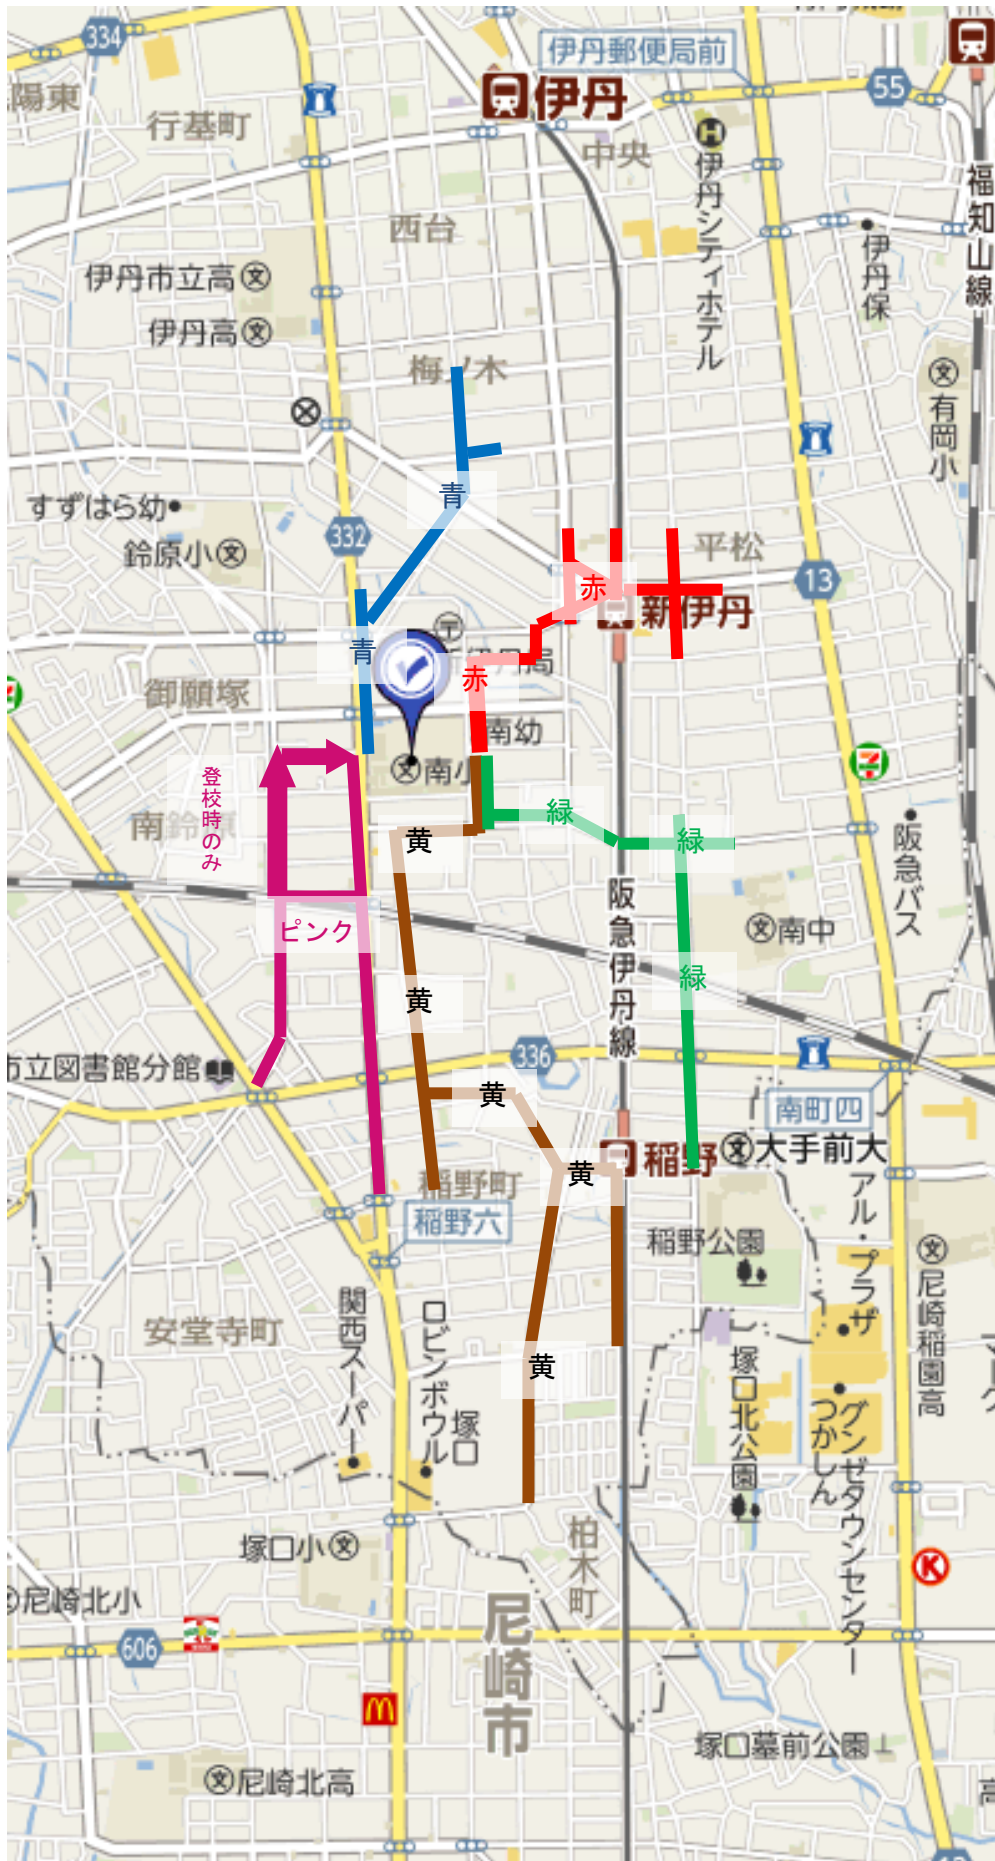 334
伊丹郵便局前
陽東
伊丹
55
行基町
中央
伊丹シティホテル
福知山線
西台
伊丹保
伊丹市立高
文
伊丹高
文
梅ノ木
文
有岡小
青
すずはら幼
332
鈴原小
文
平松
13
赤
新伊丹
青
赤
御願塚
南幼
登校時のみ
文
南小
南鈴原
緑
黄
緑
阪急バス
阪急伊丹線
ピンク
文
南中
緑
黄
市立図書館分館
336
黄
南町四
稲野
文
大手前大
黄
稲野町
稲野六
アル・プラザ
稲野公園
文
尼崎稲園高
関西スーパー
ロビンボウル
塚口
安堂寺町
黄
塚口北公園
つかしん
グンゼタウンセンター
塚口小
文
柏木町
K
尼崎北小
尼崎市
606
塚口墓前公園
文
尼崎北高